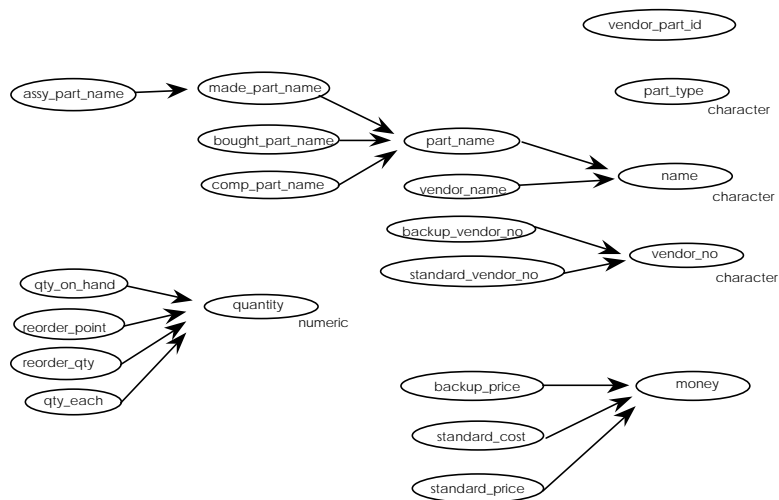 vendor_part_id
assy_part_name
made_part_name
part_type
character
bought_part_name
part_name
comp_part_name
vendor_name
name
character
backup_vendor_no
standard_vendor_no
vendor_no
character
qty_on_hand
quantity
numeric
reorder_point
reorder_qty
qty_each
backup_price
money
standard_cost
standard_price